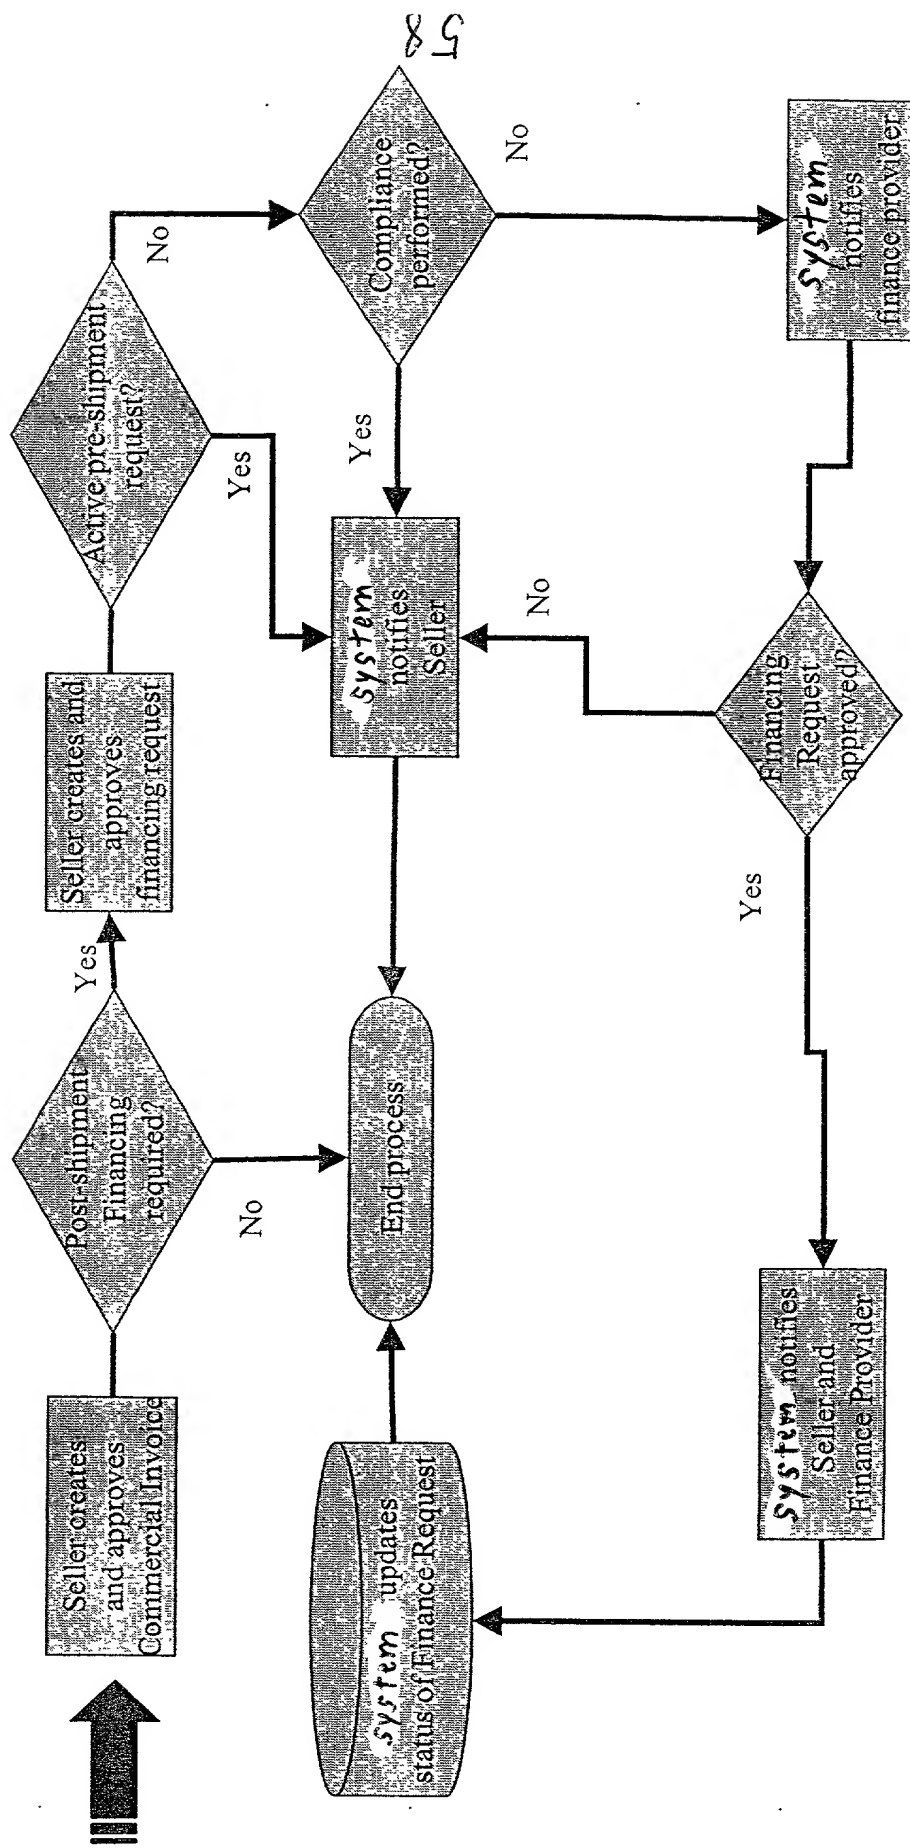 Seller creates
and approves
Commercial Invoice
Post-shipment
Financing
required?
Yes
No
Seller creates and
approves
financing request
Active pre-shipment
request?
No
Yes
Compliance
performed?
Yes
No
58
system
notifies
Seller
End process
system updates
status of Finance Request
system
notifies
finance provider
Financing
Request
approved?
No
Yes
system notifies
Seller and
Finance Provider